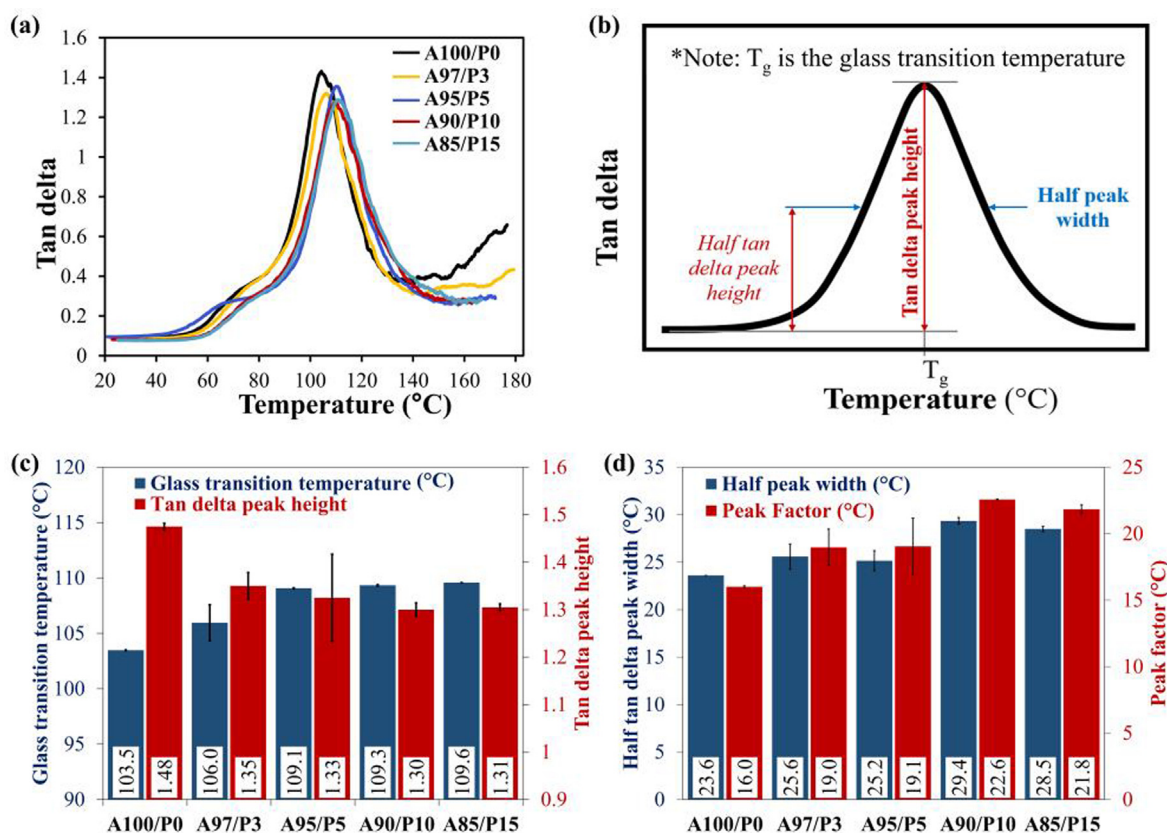 (a)
1.6
1.4
1.2
1
0.8
0.6
0.4
0.2
0
Tan delta
A100/P0
A97/P3
A95/P5
A90/P10
A85/P15
20 40 60 80 100 120 140 160 180
Temperature (°C)
(b)
*Note: Tg is the glass transition temperature
Tan delta
Half tan
delta peak
height
Tan delta peak height
Half peak
width
Tg
Temperature (°C)
(c)
Glass transition temperature (°C)
120
115
110
105
100
95
90
Glass transition temperature (°C)
Tan delta peak height
1.6
1.5
1.4
1.3
1.2
1.1
1
0.9
Tan delta peak height
103.5 1.48 106.0 1.35 109.1 1.33 109.3 1.30 109.6 1.31
A100/P0 A97/P3 A95/P5 A90/P10 A85/P15
(d)
Half tan delta peak width (°C)
35
30
25
20
15
10
5
0
Half peak width (°C)
Peak Factor (°C)
25
20
15
10
5
0
Peak factor (°C)
23.6 16.0 25.6 19.0 25.2 19.1 29.4 22.6 28.5 21.8
A100/P0 A97/P3 A95/P5 A90/P10 A85/P15